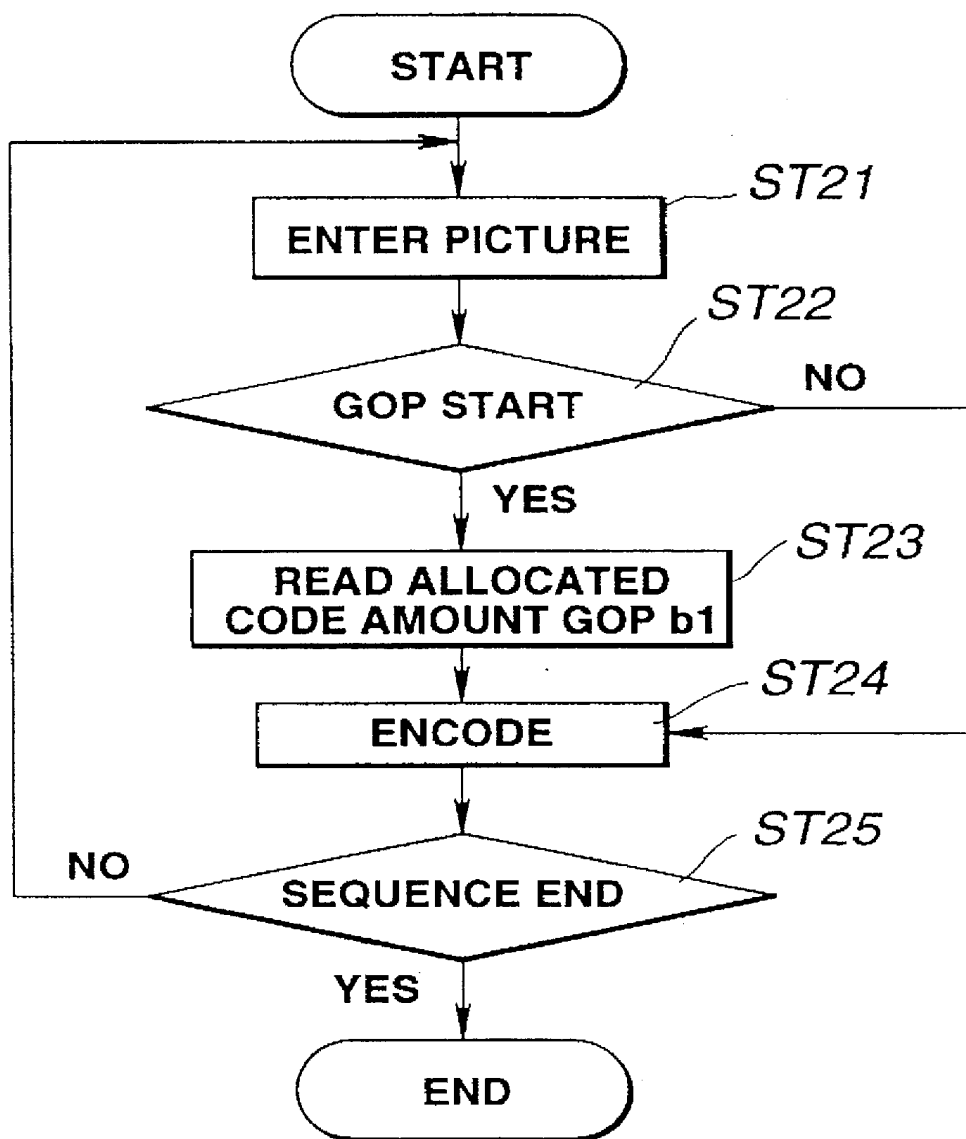 START
ST21
ENTER PICTURE
ST22
GOP START
NO
YES
ST23
READ ALLOCATED
CODE AMOUNT GOP b1
ST24
ENCODE
ST25
NO
SEQUENCE END
YES
END